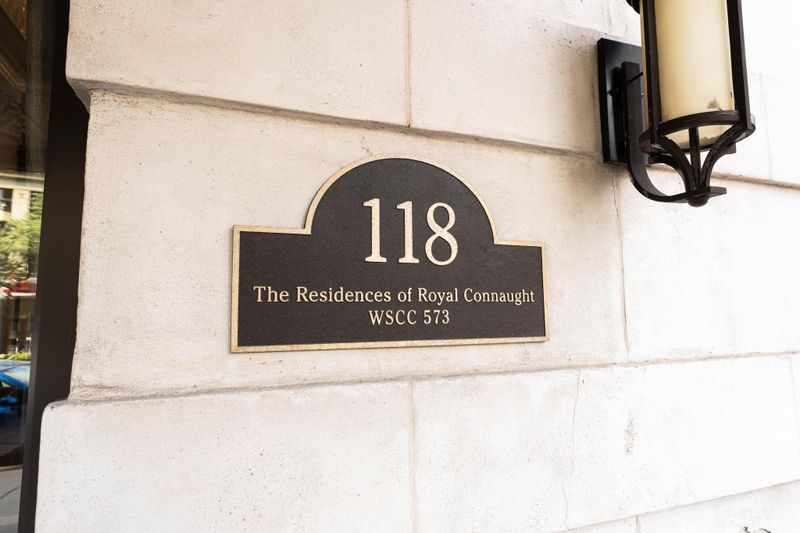 118
The Residences of Royal Connaught
WSCC 573